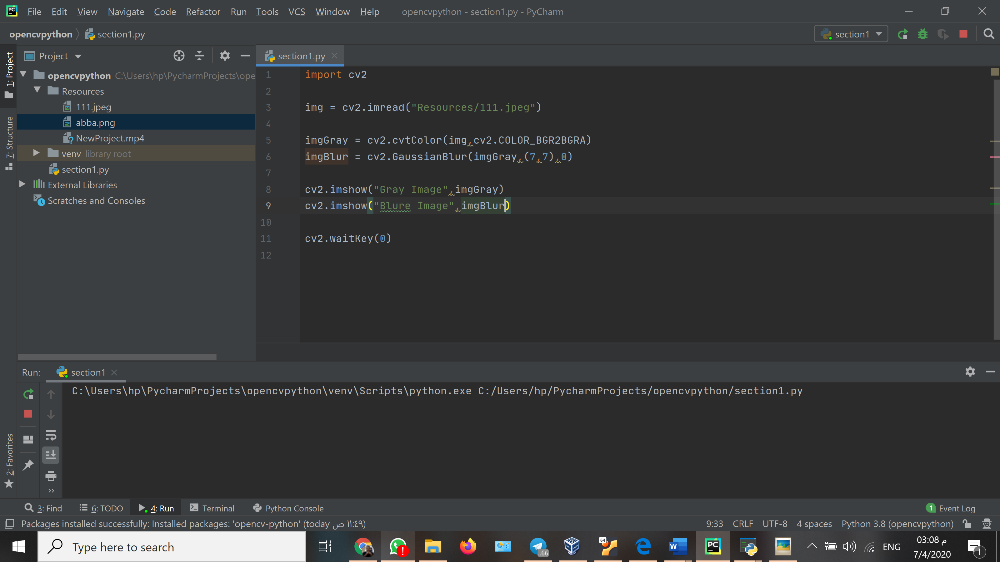 PC File Edit View Navigate Code Refactor Run Tools VCS Window Help opencvpython - section1.py - PyCharm
opencvpython section1.py section1
1: Project
Project
section1.py
opencvpython C:\Users\hp\PycharmProjects\ope
Resources
111.jpeg
abba.png
NewProject.mp4
venv library root
section1.py
External Libraries
Scratches and Consoles
7: Structure
1 import cv2
2
3 img = cv2.imread("Resources/111.jpeg")
4
5 imgGray = cv2.cvtColor(img,cv2.COLOR_BGR2BGRA)
6 imgBlur = cv2.GaussianBlur(imgGray,(7,7),0)
7
8 cv2.imshow("Gray Image",imgGray)
9 cv2.imshow("Blure Image",imgBlur)
10
11 cv2.waitKey(0)
12
Run: section1
C:\Users\hp\PycharmProjects\opencvpython\venv\Scripts\python.exe C:/Users/hp/PycharmProjects/opencvpython/section1.py
2: Favorites
3: Find 6: TODO 4: Run Terminal Python Console 1 Event Log
Packages installed successfully: Installed packages: 'opencv-python' (today ١١:٤٩ ص) 9:33 CRLF UTF-8 4 spaces Python 3.8 (opencvpython)
Type here to search
..66
64
W
PC
ENG
03:08 م
7/4/2020
١